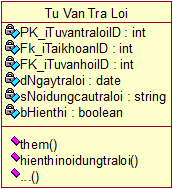 Tu Van Tra Loi
PK_iTuvantraloiID : int
Fk_iTaikhoanID : int
FK_iTuvanhoiID : int
dNgaytraloi : date
sNoidungcautraloi : string
bHienthi : boolean
them()
hienthinoidungtraloi()
...()